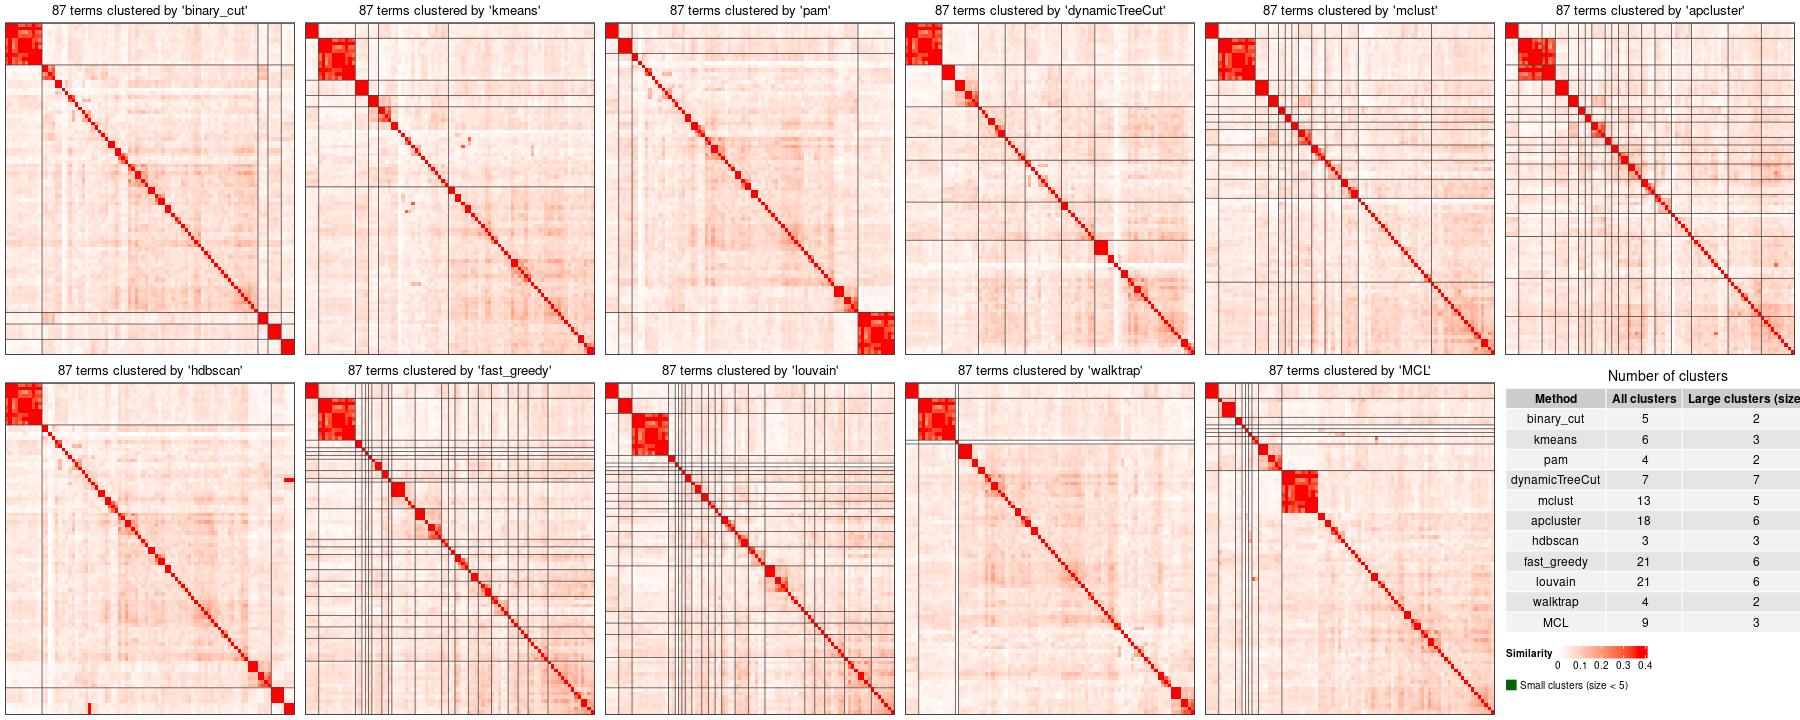 87 terms clustered by 'binary_cut'
87 terms clustered by 'kmeans'
87 terms clustered by 'pam'
87 terms clustered by 'dynamicTreeCut'
87 terms clustered by 'mclust'
87 terms clustered by 'apcluster'
87 terms clustered by 'hdbscan'
87 terms clustered by 'fast_greedy'
87 terms clustered by 'louvain'
87 terms clustered by 'walktrap'
87 terms clustered by 'MCL'
Number of clusters
Method All clusters Large clusters (size
binary_cut 5 2
kmeans 6 3
pam 4 2
dynamicTreeCut 7 7
mclust 13 5
apcluster 18 6
hdbscan 3 3
fast_greedy 21 6
louvain 21 6
walktrap 4 2
MCL 9 3
Similarity
0 0.1 0.2 0.3 0.4
Small clusters (size < 5)